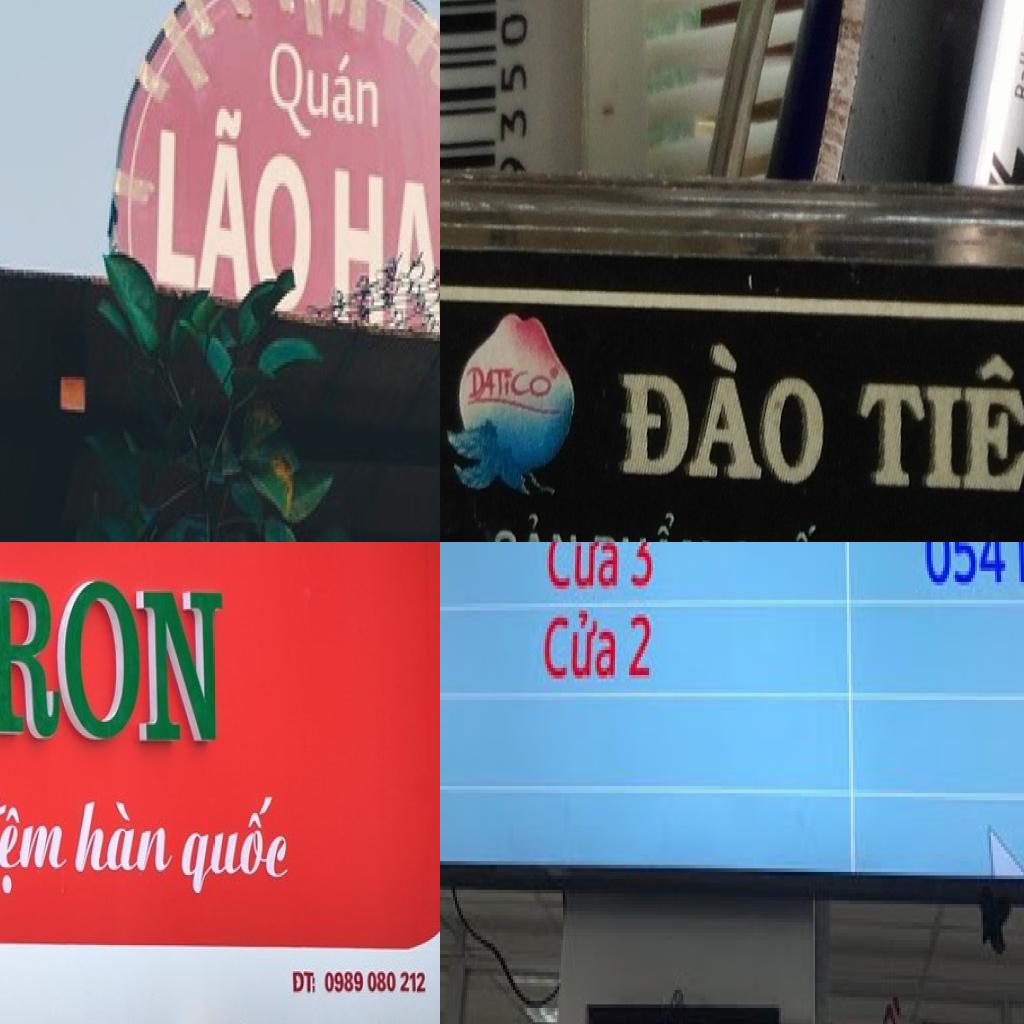 Quán
LÃO HA
9350
DATICO
ĐÀO TIÊ
RON
ệm hàn quốc
ĐT: 0989 080 212
Cửa 3
054
Cửa 2